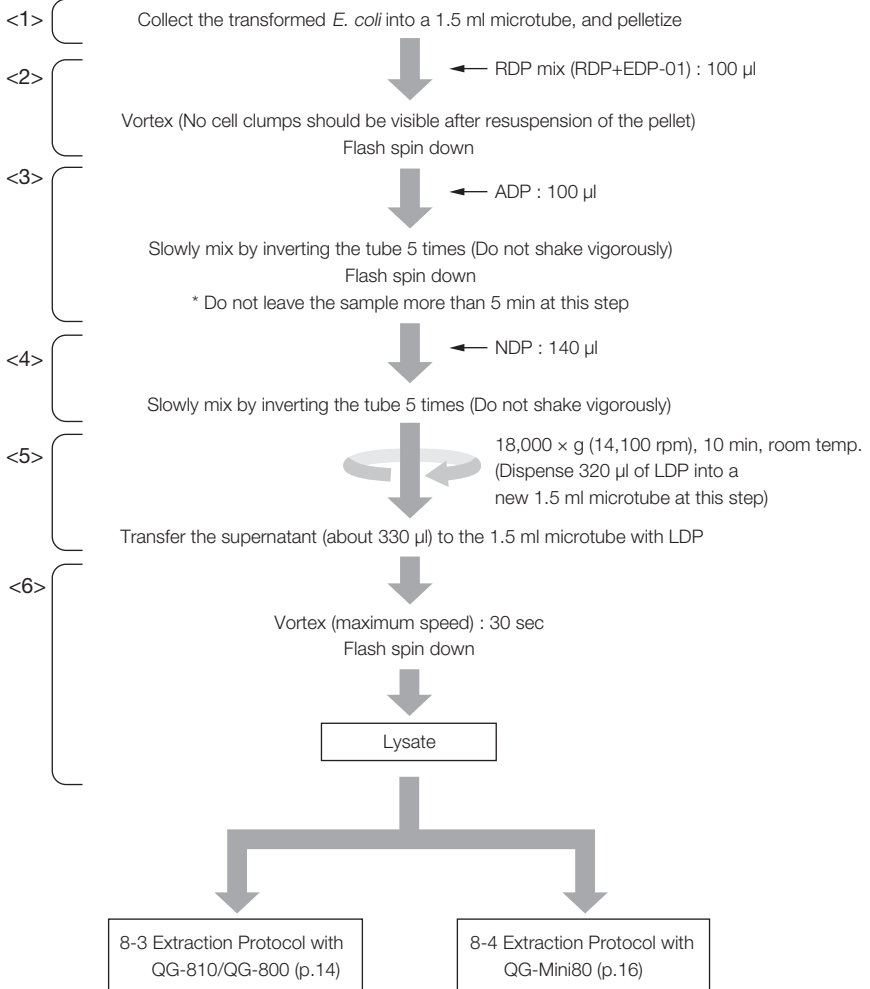 <1>
Collect the transformed E. coli into a 1.5 ml microtube, and pelletize
<2>
RDP mix (RDP+EDP-01) : 100 µl
Vortex (No cell clumps should be visible after resuspension of the pellet)
Flash spin down
<3>
ADP : 100 µl
Slowly mix by inverting the tube 5 times (Do not shake vigorously)
Flash spin down
* Do not leave the sample more than 5 min at this step
<4>
NDP : 140 µl
Slowly mix by inverting the tube 5 times (Do not shake vigorously)
<5>
18,000 × g (14,100 rpm), 10 min, room temp.
(Dispense 320 µl of LDP into a
new 1.5 ml microtube at this step)
Transfer the supernatant (about 330 µl) to the 1.5 ml microtube with LDP
<6>
Vortex (maximum speed) : 30 sec
Flash spin down
Lysate
8-3 Extraction Protocol with
QG-810/QG-800 (p.14)
8-4 Extraction Protocol with
QG-Mini80 (p.16)